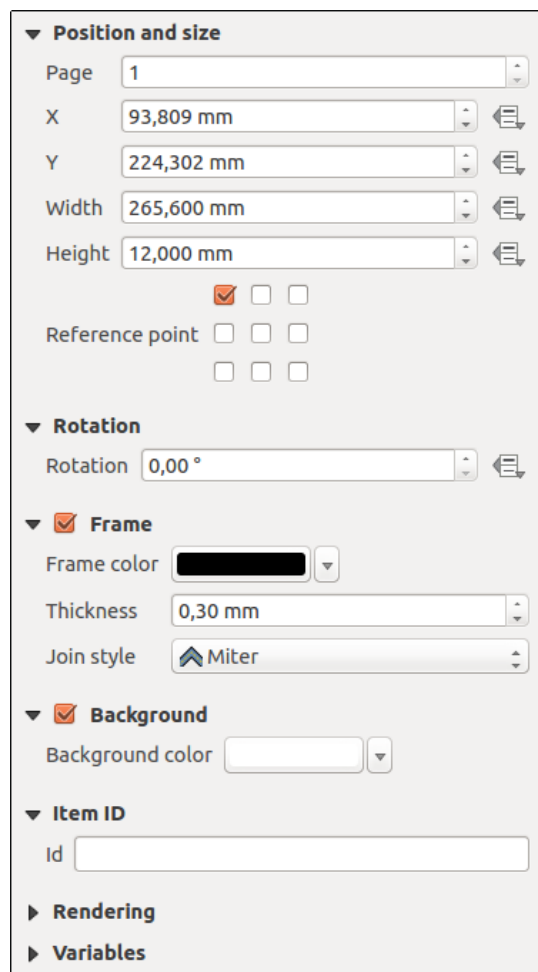 Position and size
Page 1
X 93,809 mm
Y 224,302 mm
Width 265,600 mm
Height 12,000 mm
Reference point
Rotation
Rotation 0,00 °
Frame
Frame color
Thickness 0,30 mm
Join style Miter
Background
Background color
Item ID
Id
Rendering
Variables